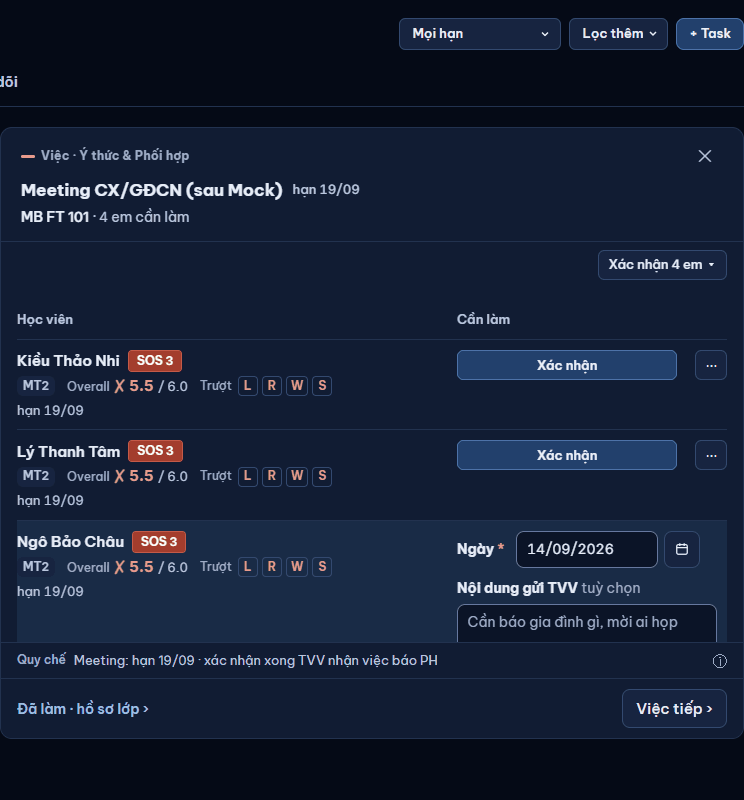 Mọi hạn
Lọc thêm
+ Task
dõi
Việc · Ý thức & Phối hợp
Meeting CX/GĐCN (sau Mock) hạn 19/09
MB FT 101 · 4 em cần làm
Xác nhận 4 em
Học viên
Cần làm
Kiều Thảo Nhi SOS 3
MT2 Overall ✗ 5.5 / 6.0 Trượt L R W S
hạn 19/09
Xác nhận
...
Lý Thanh Tâm SOS 3
MT2 Overall ✗ 5.5 / 6.0 Trượt L R W S
hạn 19/09
Xác nhận
...
Ngô Bảo Châu SOS 3
MT2 Overall ✗ 5.5 / 6.0 Trượt L R W S
hạn 19/09
Ngày * 14/09/2026
Nội dung gửi TVV tuỳ chọn
Cần báo gia đình gì, mời ai họp
Quy chế Meeting: hạn 19/09 · xác nhận xong TVV nhận việc báo PH
Đã làm · hồ sơ lớp ›
Việc tiếp ›